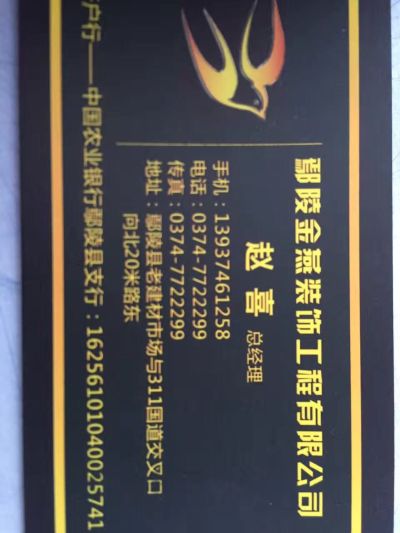 鄢陵金燕装饰工程有限公司
赵喜 总经理
手机：13937461258
电话：0374-7722299
传真：0374-7722299
地址：鄢陵县老建材市场与311国道交叉口
向北20米路东
户行——中国农业银行鄢陵县支行：16256101040025741